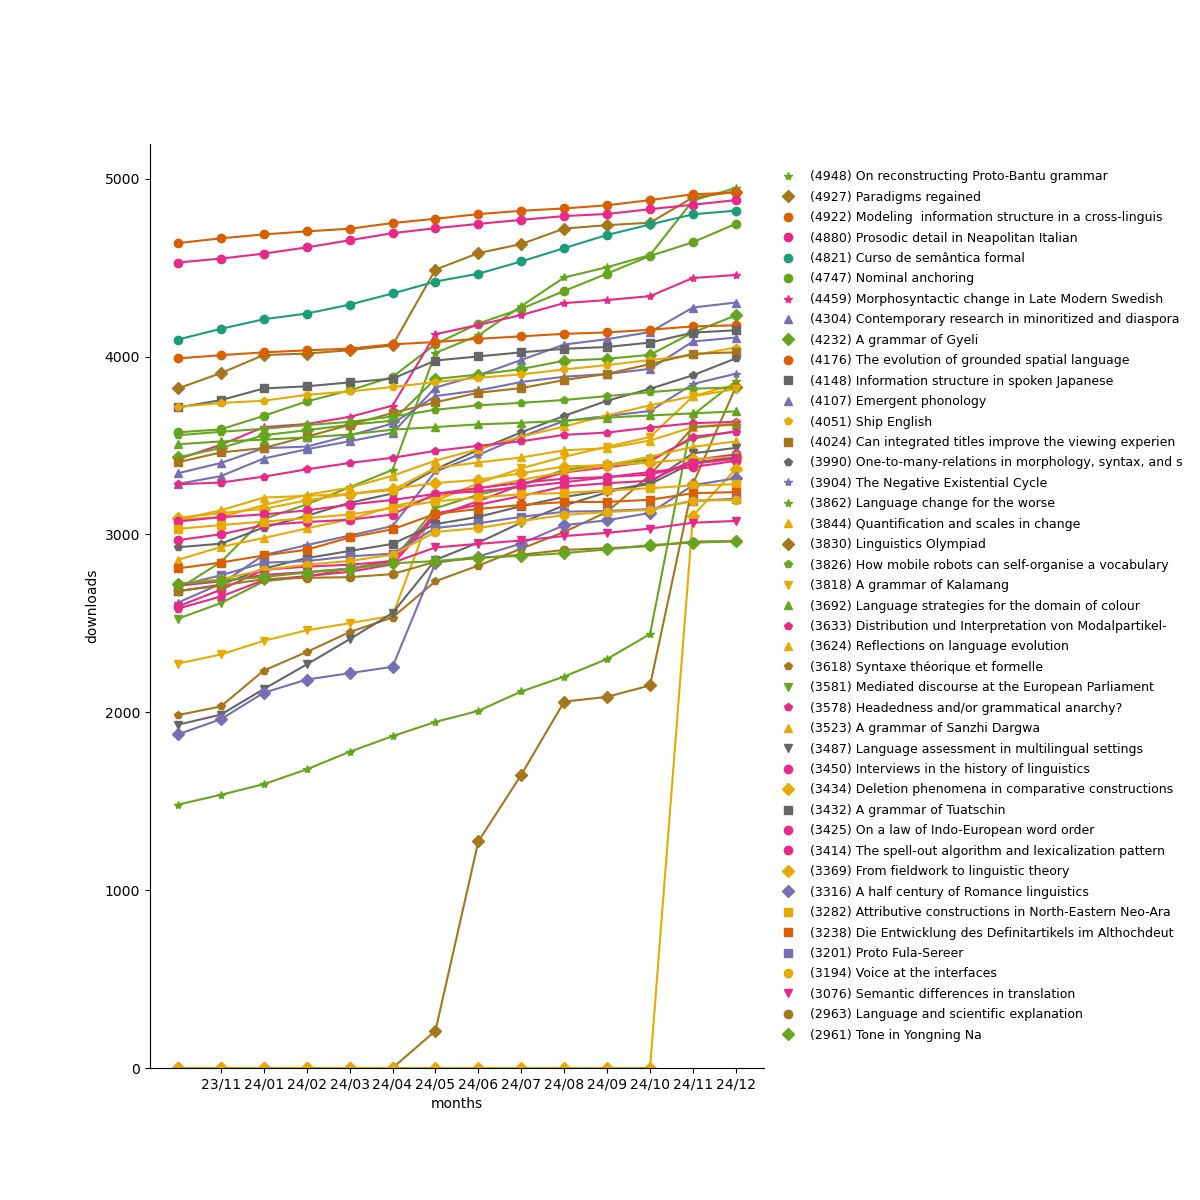 5000
4000
3000
2000
1000
0
downloads
23/11 24/01 24/02 24/03 24/04 24/05 24/06 24/07 24/08 24/09 24/10 24/11 24/12
months
(4948) On reconstructing Proto-Bantu grammar
(4927) Paradigms regained
(4922) Modeling  information structure in a cross-linguis
(4880) Prosodic detail in Neapolitan Italian
(4821) Curso de semântica formal
(4747) Nominal anchoring
(4459) Morphosyntactic change in Late Modern Swedish
(4304) Contemporary research in minoritized and diaspora
(4232) A grammar of Gyeli
(4176) The evolution of grounded spatial language
(4148) Information structure in spoken Japanese
(4107) Emergent phonology
(4051) Ship English
(4024) Can integrated titles improve the viewing experien
(3990) One-to-many-relations in morphology, syntax, and s
(3904) The Negative Existential Cycle
(3862) Language change for the worse
(3844) Quantification and scales in change
(3830) Linguistics Olympiad
(3826) How mobile robots can self-organise a vocabulary
(3818) A grammar of Kalamang
(3692) Language strategies for the domain of colour
(3633) Distribution und Interpretation von Modalpartikel-
(3624) Reflections on language evolution
(3618) Syntaxe théorique et formelle
(3581) Mediated discourse at the European Parliament
(3578) Headedness and/or grammatical anarchy?
(3523) A grammar of Sanzhi Dargwa
(3487) Language assessment in multilingual settings
(3450) Interviews in the history of linguistics
(3434) Deletion phenomena in comparative constructions
(3432) A grammar of Tuatschin
(3425) On a law of Indo-European word order
(3414) The spell-out algorithm and lexicalization pattern
(3369) From fieldwork to linguistic theory
(3316) A half century of Romance linguistics
(3282) Attributive constructions in North-Eastern Neo-Ara
(3238) Die Entwicklung des Definitartikels im Althochdeut
(3201) Proto Fula-Sereer
(3194) Voice at the interfaces
(3076) Semantic differences in translation
(2963) Language and scientific explanation
(2961) Tone in Yongning Na